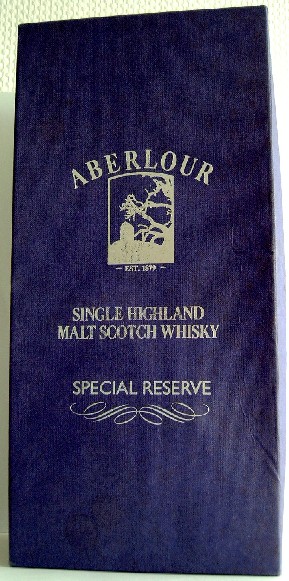 ABERLOUR
EST. 1879
SINGLE HIGHLAND
MALT SCOTCH WHISKY
SPECIAL RESERVE